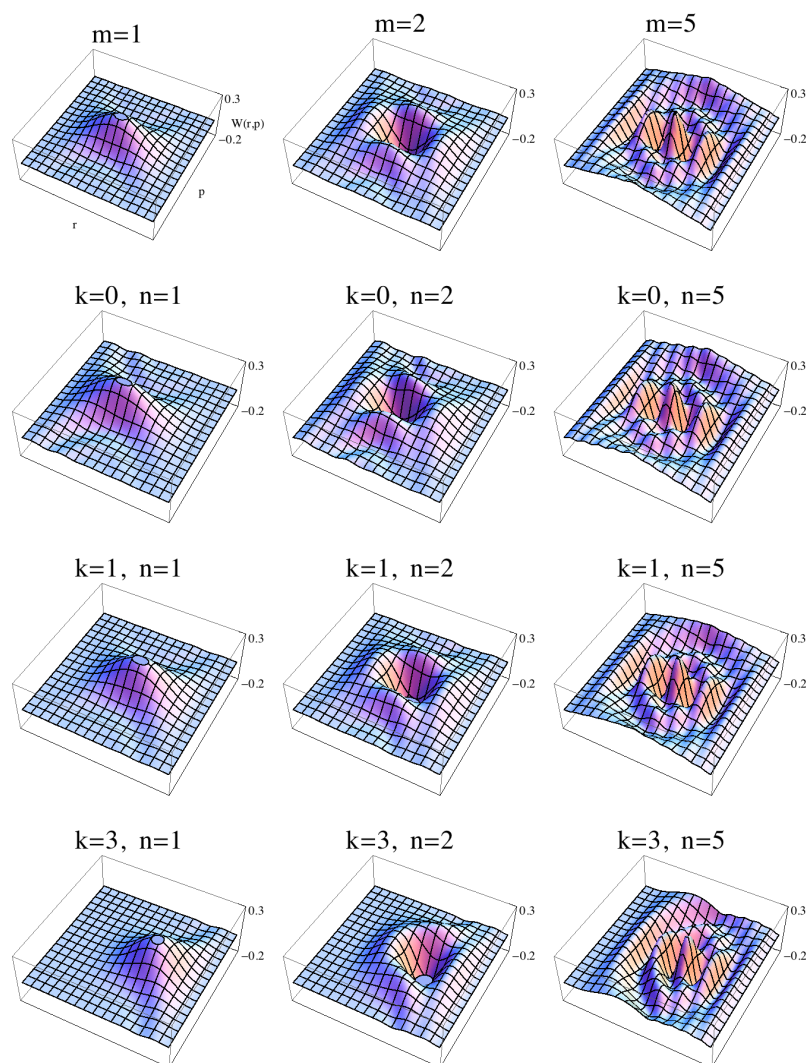 m=1
m=2
m=5
0.3
W(r,p)
−0.2
p
r
0.3
−0.2
0.3
−0.2
k=0, n=1
k=0, n=2
k=0, n=5
0.3
−0.2
0.3
−0.2
0.3
−0.2
k=1, n=1
k=1, n=2
k=1, n=5
0.3
−0.2
0.3
−0.2
0.3
−0.2
k=3, n=1
k=3, n=2
k=3, n=5
0.3
−0.2
0.3
−0.2
0.3
−0.2